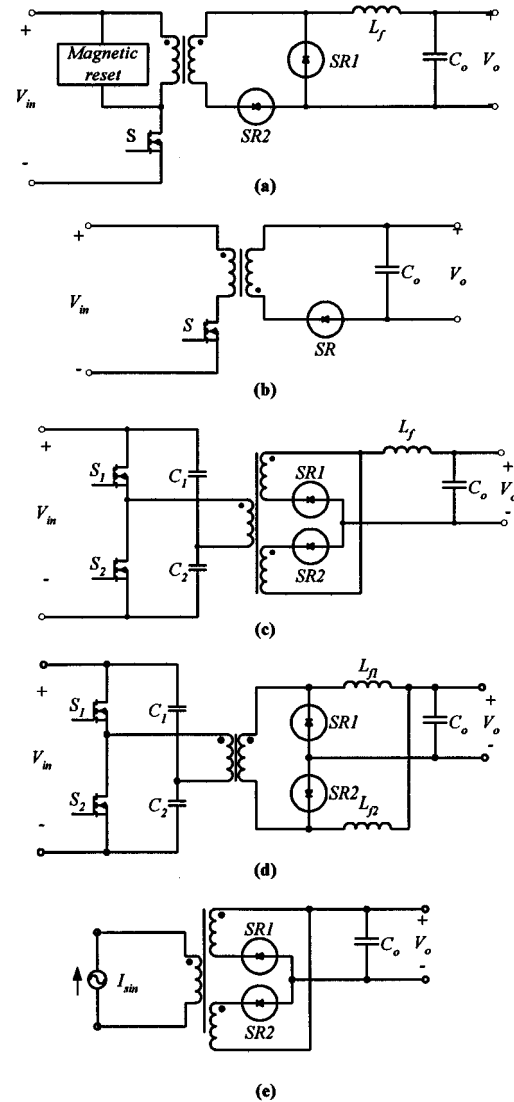 + Magnetic reset L_f +
V_in SR1 C_o V_o
S SR2
- -
(a)
+ +
V_in C_o V_o
S SR
- -
(b)
+ L_f
S_1 C_1 SR1 +
V_in C_o V_o
S_2 C_2 SR2 -
-
(c)
+ L_f1
S_1 C_1 SR1 +
V_in C_o V_o
S_2 C_2 SR2 -
- L_f2
(d)
SR1 +
I_sin C_o V_o
SR2 -
(e)